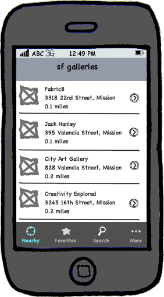 ABC 3G 12:49 PM
sf galleries
Fabric8
3318 22nd Street, Mission
0.1 miles
Jack Hanley
395 Valencia Street, Mission
0.1 miles
City Art Gallery
828 Valencia Street, Mission
0.2 miles
Creativity Explored
3245 16th Street, Mission
0.2 miles
Nearby Favorites Search More